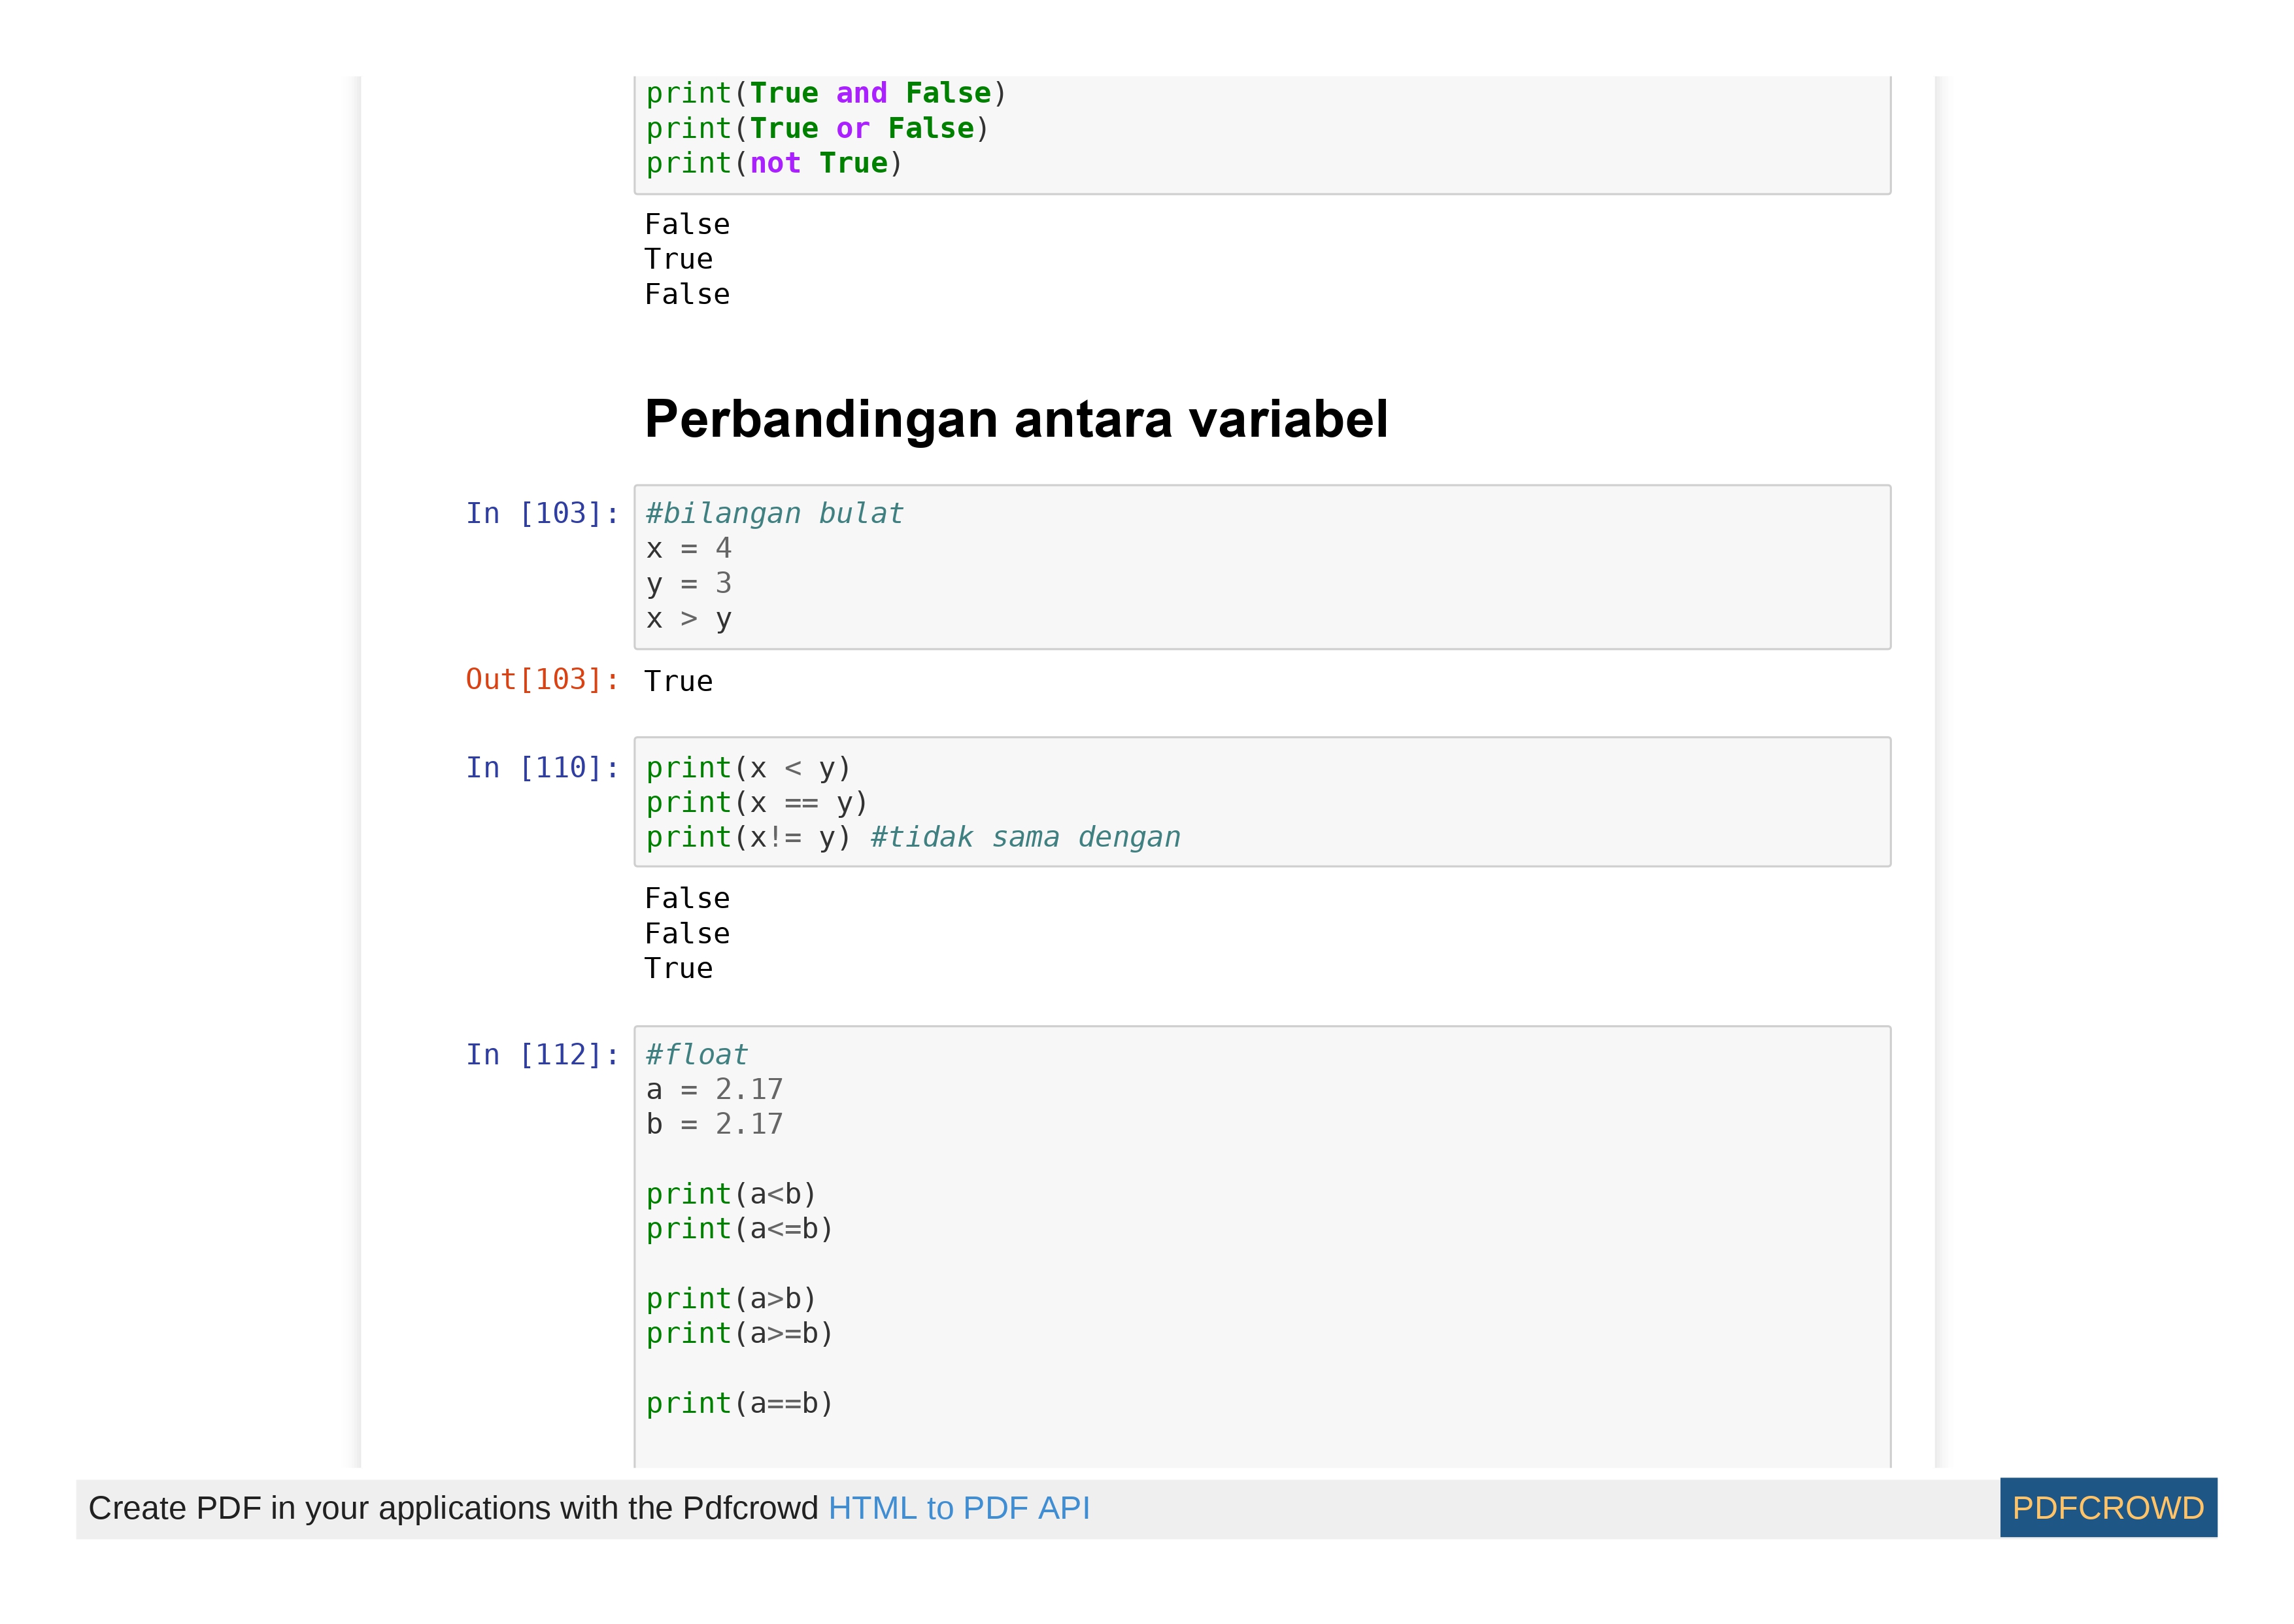 print(True and False)
print(True or False)
print(not True)
False
True
False
Perbandingan antara variabel
In [103]: #bilangan bulat
x = 4
y = 3
x > y
Out[103]: True
In [110]: print(x < y)
print(x == y)
print(x!= y) #tidak sama dengan
False
False
True
In [112]: #float
a = 2.17
b = 2.17
print(a<b)
print(a<=b)
print(a>b)
print(a>=b)
print(a==b)
Create PDF in your applications with the Pdfcrowd HTML to PDF API
PDFCROWD